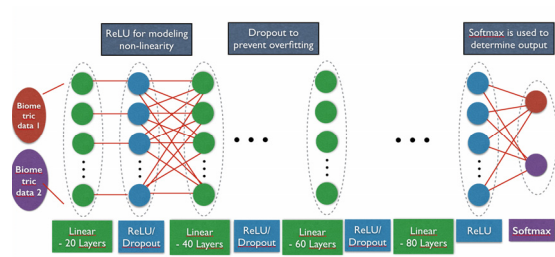 ReLU for modeling
non-linearity
Dropout to
prevent overfitting
Softmax is used to
determine output
Biome
tric
data 1
Biome
tric
data 2
Linear
- 20 Layers
ReLU/
Dropout
Linear
- 40 Layers
ReLU/
Dropout
Linear
- 60 Layers
ReLU/
Dropout
Linear
- 80 Layers
ReLU
Softmax